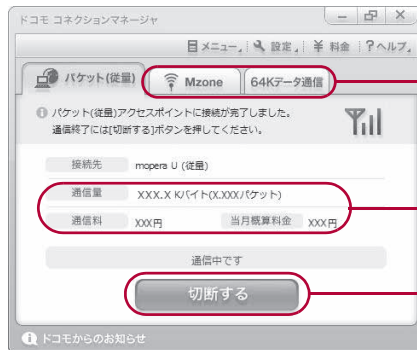 ドコモ コネクションマネージャ
メニュー 設定 ¥ 料金 ?ヘルプ
パケット(従量) Mzone 64Kデータ通信
パケット(従量)アクセスポイントに接続が完了しました。
通信終了には[切断する]ボタンを押してください。
接続先 mopera U (従量)
通信量 XXX.X Kバイト(X,XXXパケット)
通信料 XXX円 当月概算料金 XXX円
通信中です
切断する
ドコモからのお知らせ